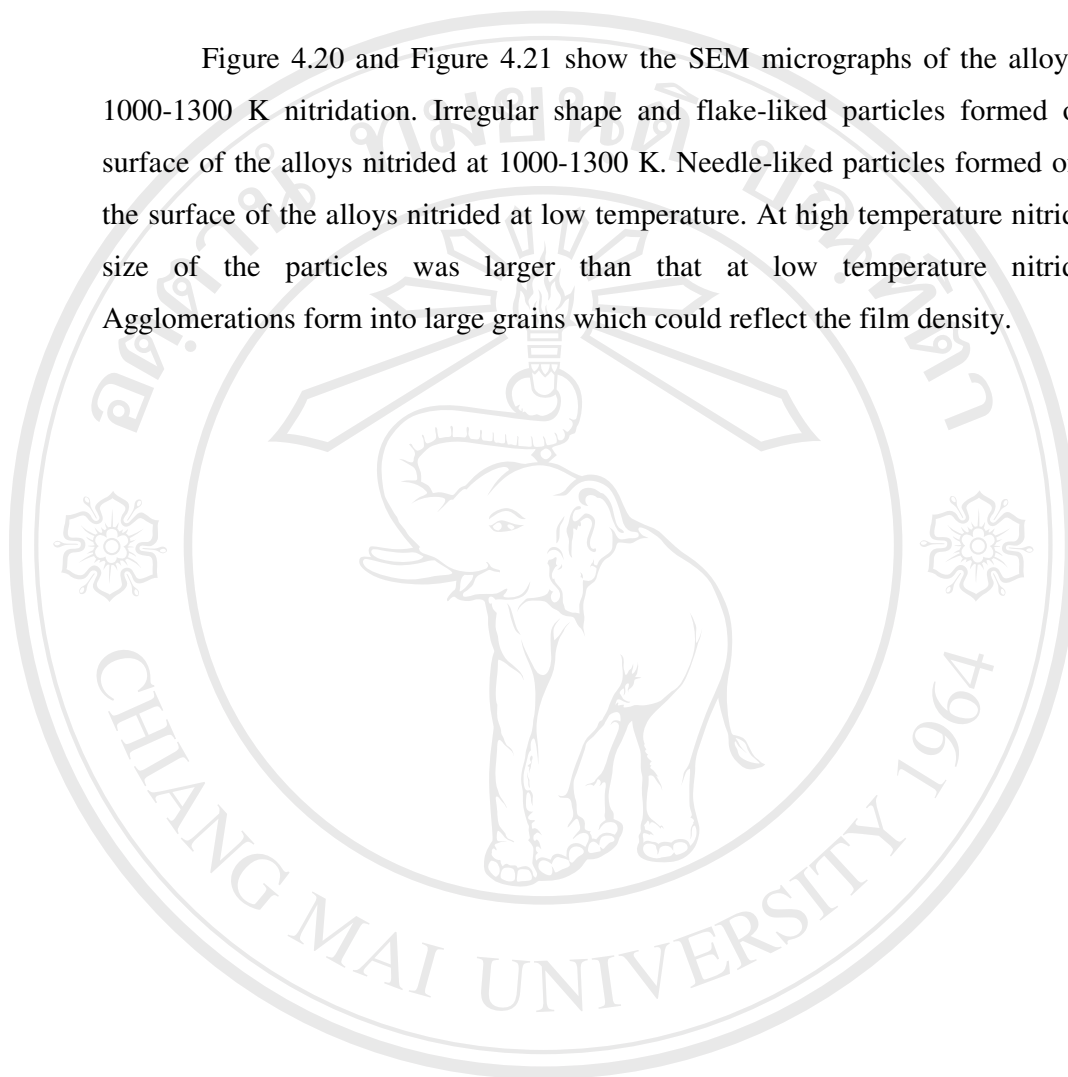 Figure 4.20 and Figure 4.21 show the SEM micrographs of the alloy
1000-1300 K nitridation. Irregular shape and flake-liked particles formed
surface of the alloys nitrided at 1000-1300 K. Needle-liked particles formed
the surface of the alloys nitrided at low temperature. At high temperature
size of the particles was larger than that at low temperature
Agglomerations form into large grains which could reflect the film density.
CHIANG MAI UNIVERSITY 1964